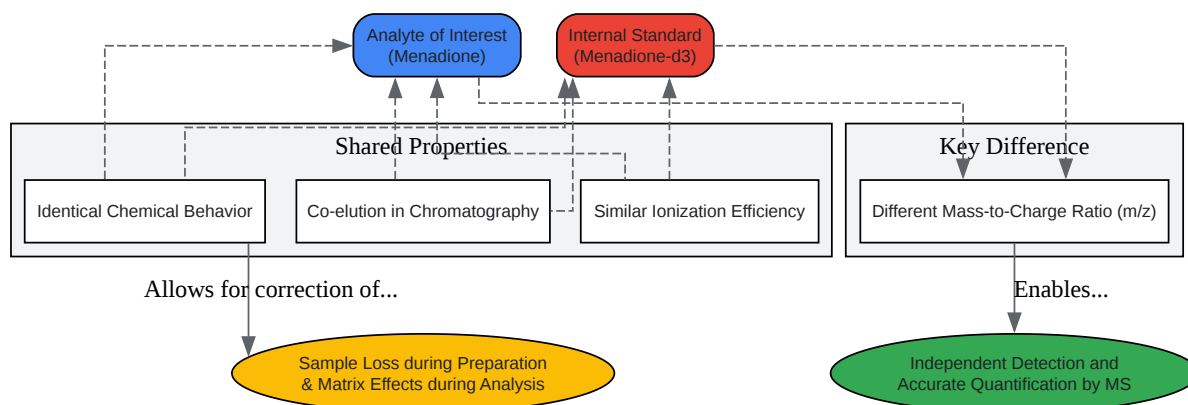 Analyte of Interest
(Menadione)
Internal Standard
(Menadione-d3)
Shared Properties
Key Difference
Identical Chemical Behavior
Co-elution in Chromatography
Similar Ionization Efficiency
Different Mass-to-Charge Ratio (m/z)
Allows for correction of...
Enables...
Sample Loss during Preparation
& Matrix Effects during Analysis
Independent Detection and
Accurate Quantification by MS